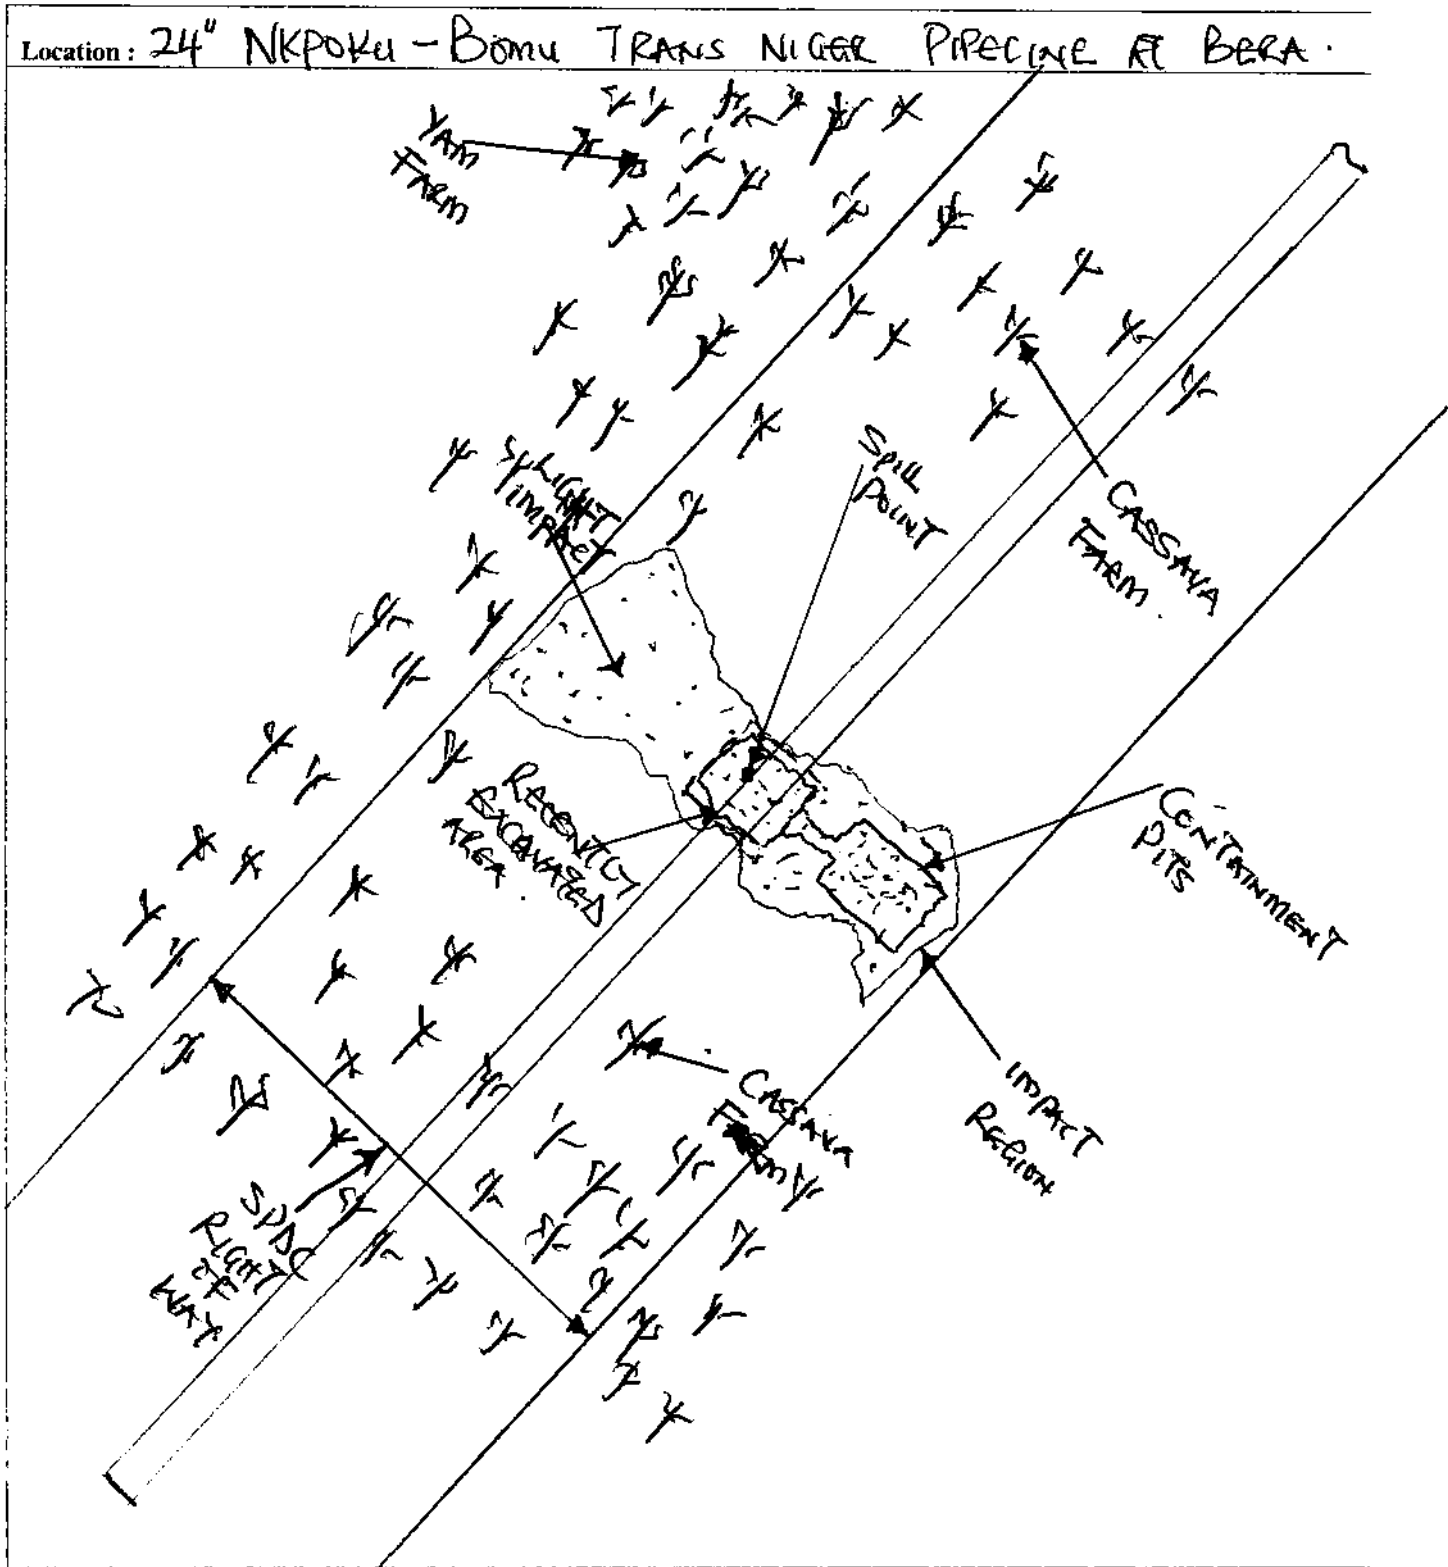 Location : 24" NKPOKU - BOMU TRANS NIGER PIPELINE AT BERA.
YAM
FARM
SPILL
POINT
CASSAVA
FARM.
LIGHT
IMPACT
RECENTLY
EXCAVATED
AREA.
CONTAINMENT
PITS
CASSAVA
FARM
IMPACT
REGION
SPDC
RIGHT
OF
WAY